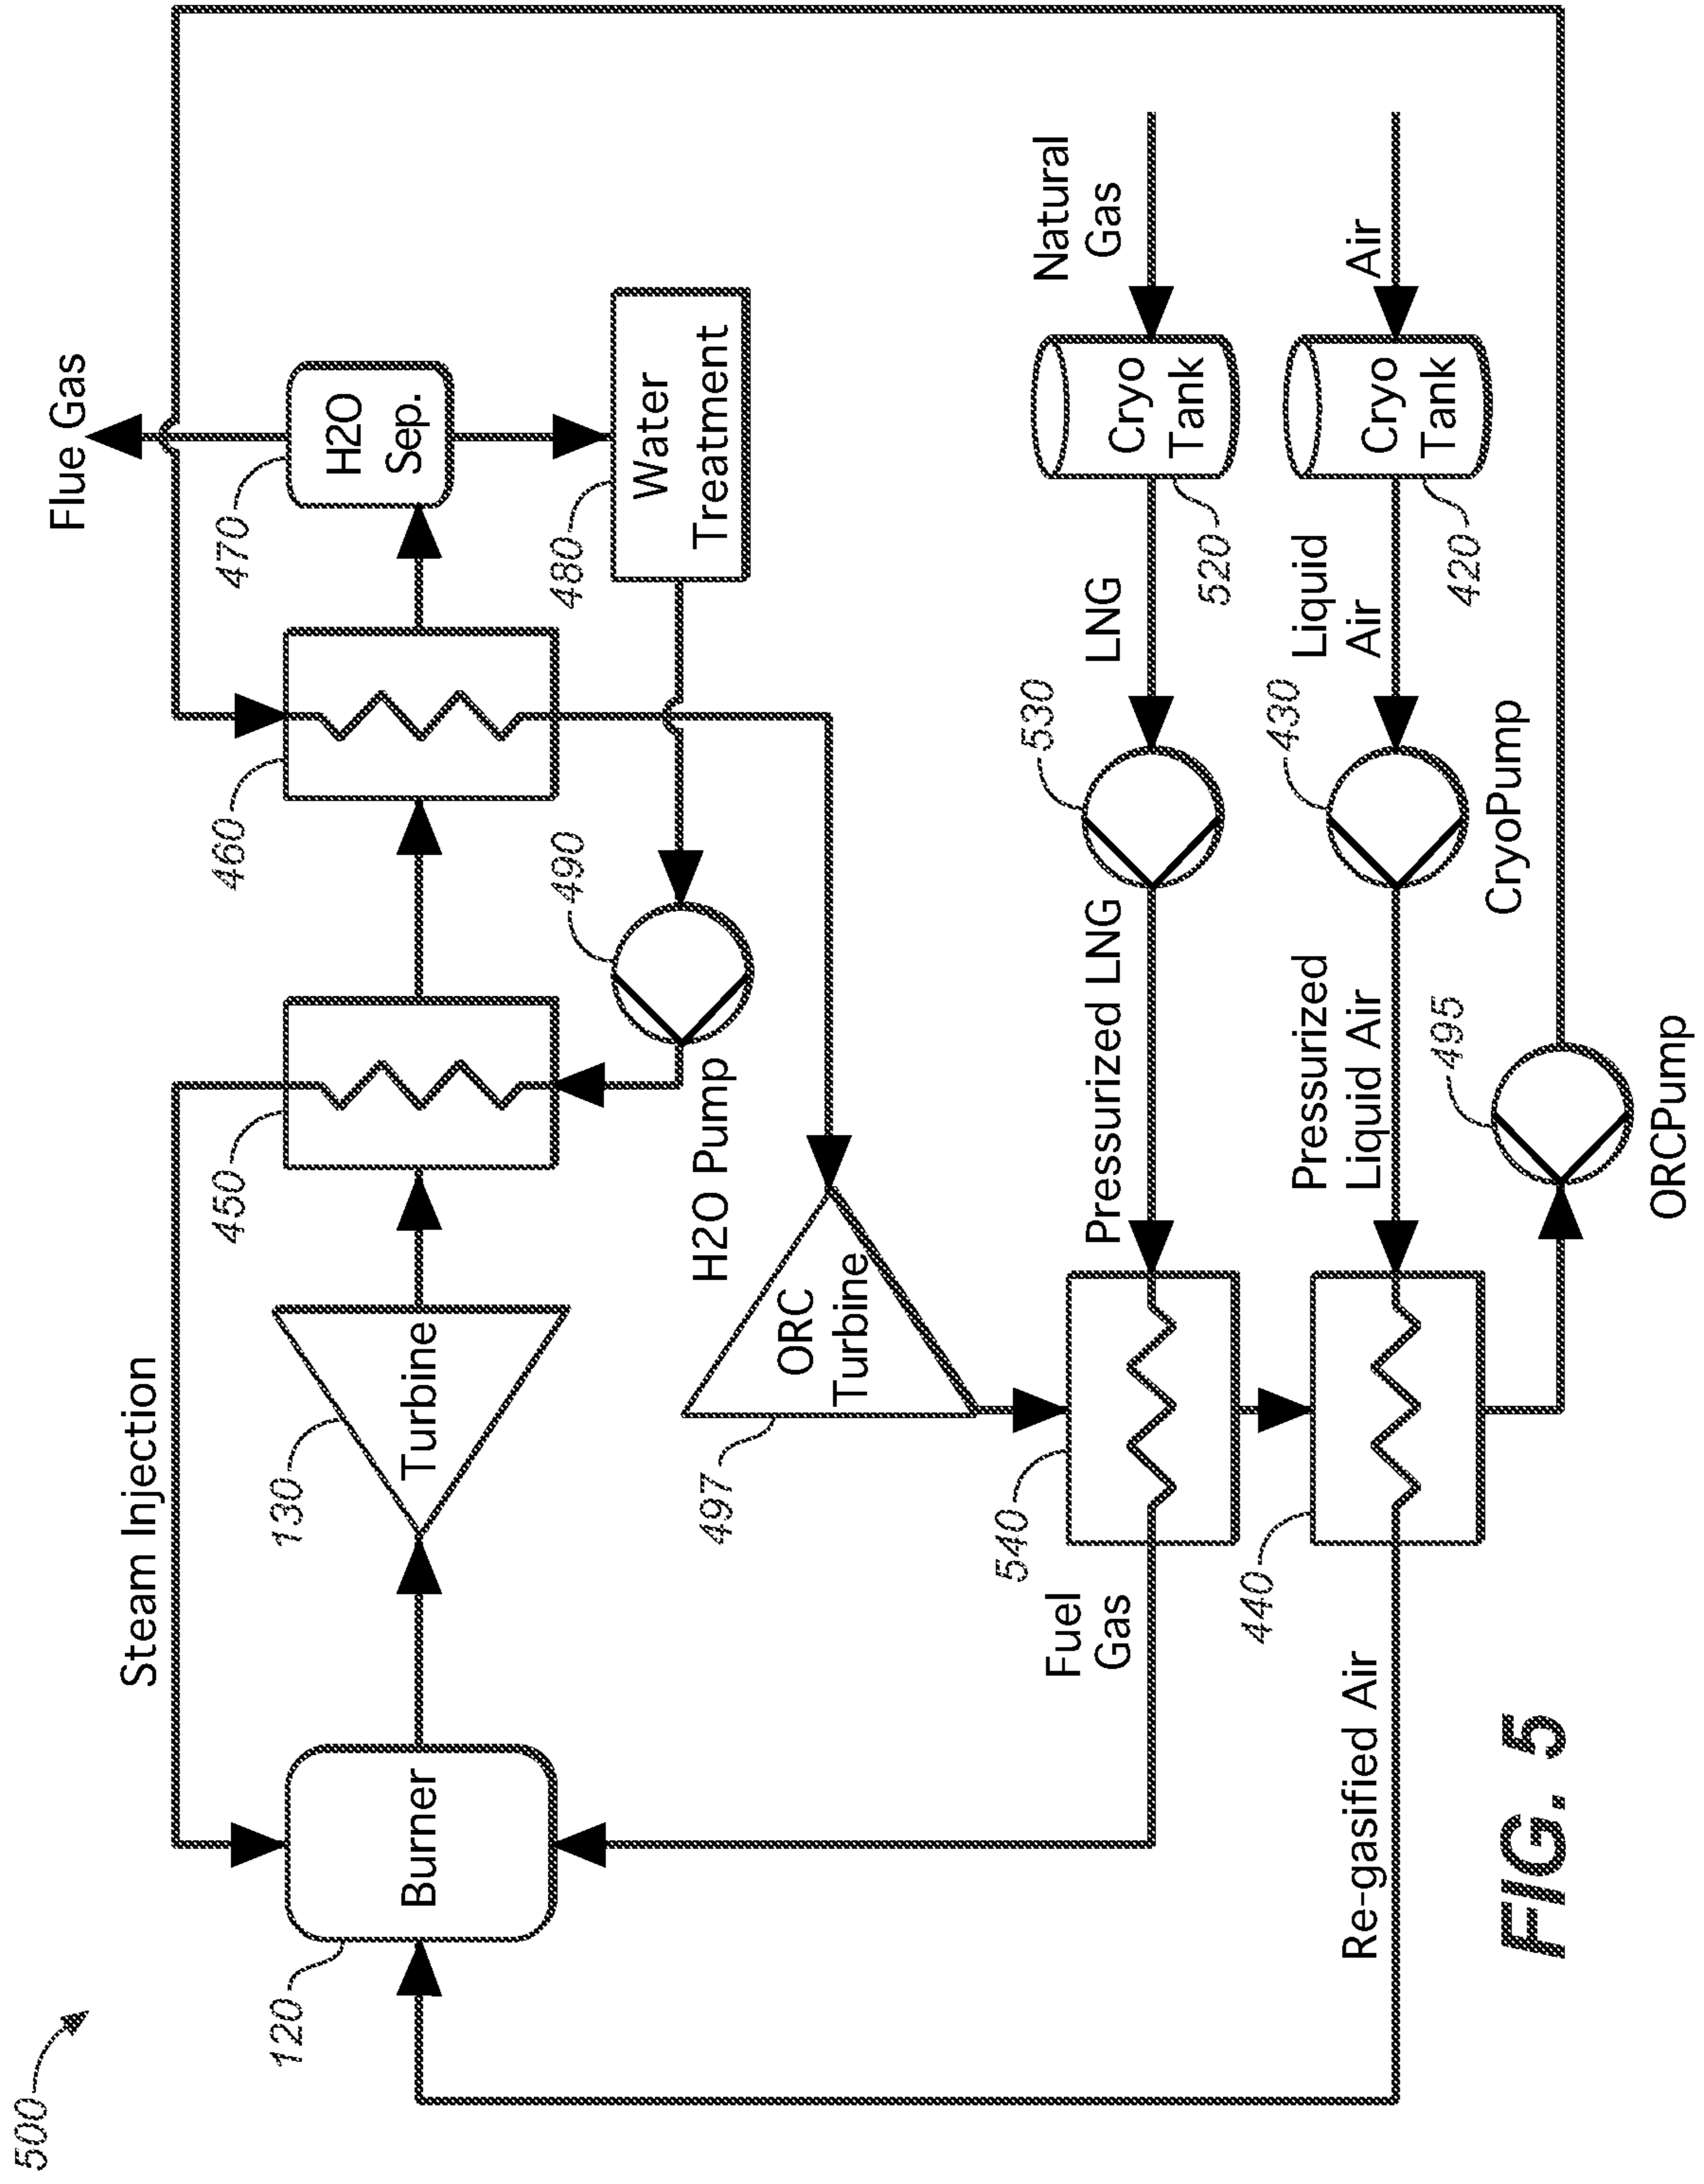 500
Steam Injection
Flue Gas
120
Burner
130
Turbine
450
460
470
H2O
Sep.
480
Water
Treatment
490
H2O Pump
497
ORC
Turbine
540
Fuel
Gas
Pressurized LNG
530
LNG
520
Cryo
Tank
Natural
Gas
440
Re-gasified Air
Pressurized
Liquid Air
430
CryoPump
Liquid
Air
420
Cryo
Tank
Air
495
ORCPump
FIG. 5